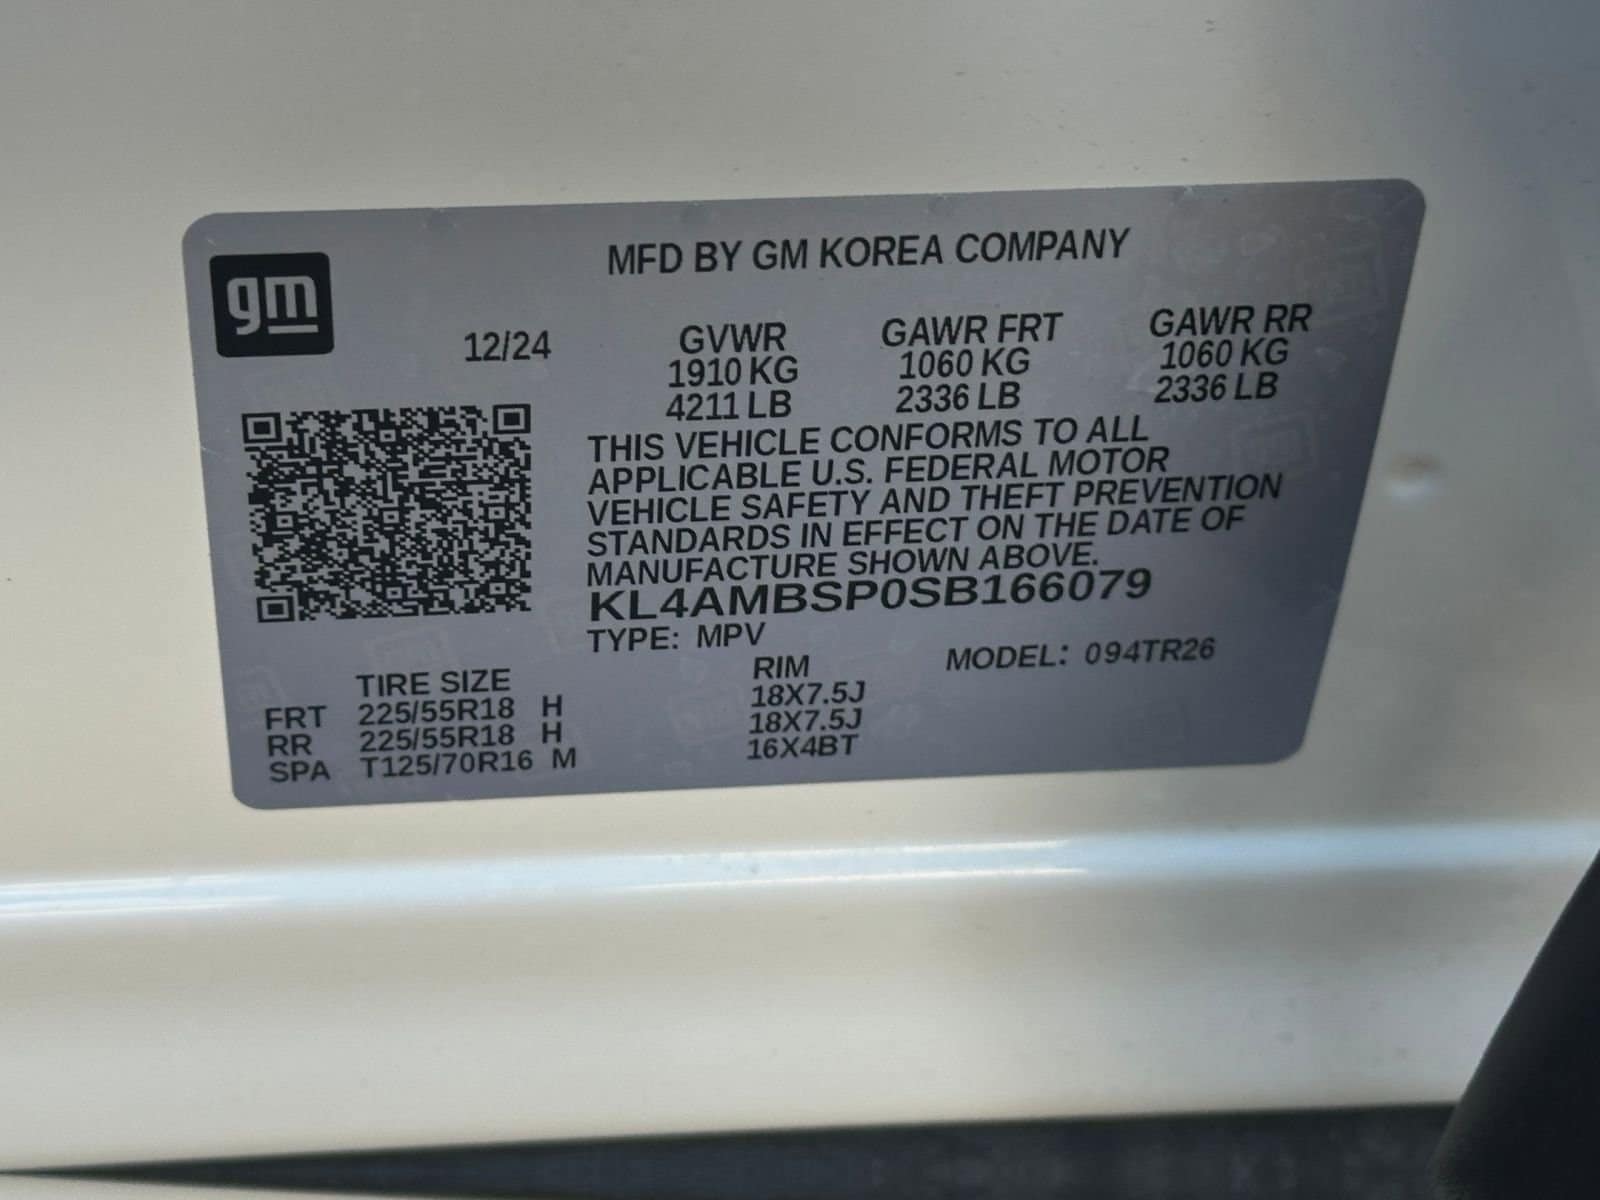 gm
MFD BY GM KOREA COMPANY
12/24
GVWR GAWR FRT GAWR RR
1910 KG 1060 KG 1060 KG
4211 LB 2336 LB 2336 LB
THIS VEHICLE CONFORMS TO ALL
APPLICABLE U.S. FEDERAL MOTOR
VEHICLE SAFETY AND THEFT PREVENTION
STANDARDS IN EFFECT ON THE DATE OF
MANUFACTURE SHOWN ABOVE.
KL4AMBSP0SB166079
TYPE: MPV
MODEL: 094TR26
TIRE SIZE RIM
FRT 225/55R18 H 18X7.5J
RR 225/55R18 H 18X7.5J
SPA T125/70R16 M 16X4BT